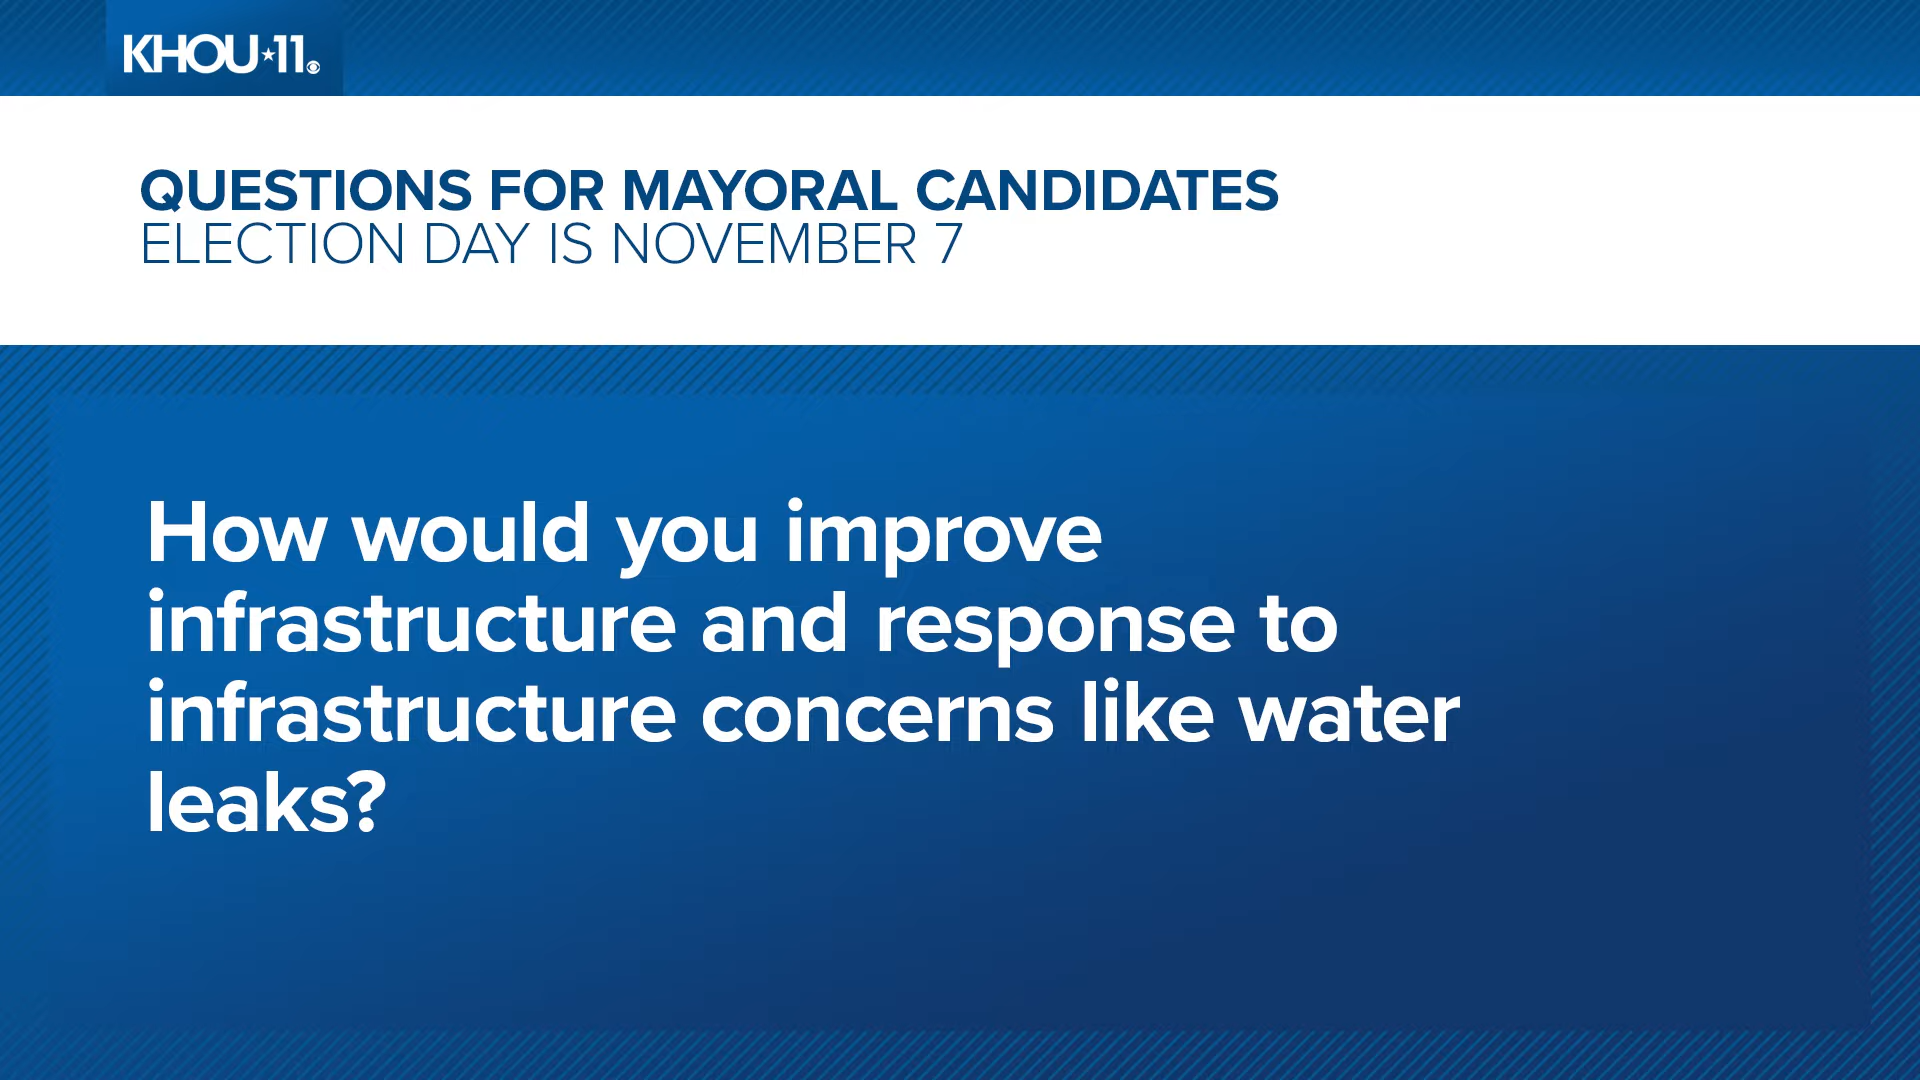 KHOU★11
QUESTIONS FOR MAYORAL CANDIDATES
ELECTION DAY IS NOVEMBER 7
How would you improve
infrastructure and response to
infrastructure concerns like water
leaks?